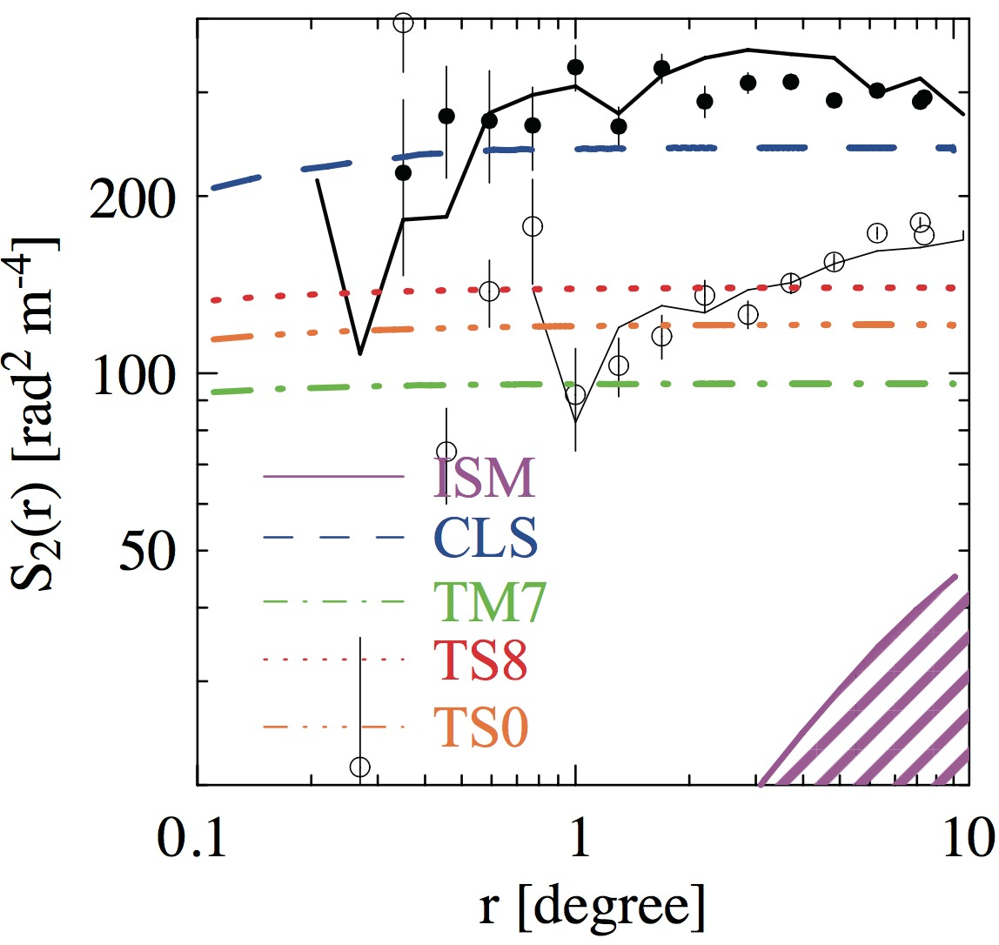 200
100
50
S2(r) [rad2 m-4]
ISM
CLS
TM7
TS8
TS0
0.1 1 10
r [degree]